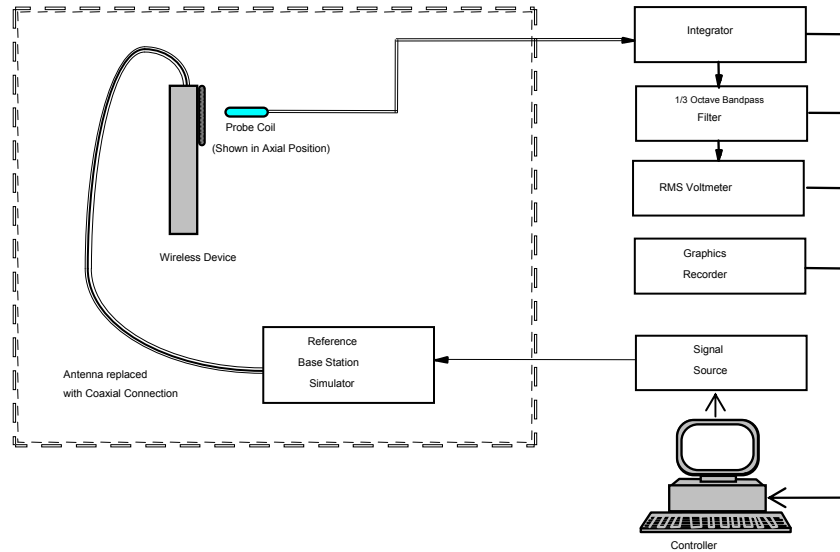 Integrator
1/3 Octave Bandpass
Filter
RMS Voltmeter
Graphics
Recorder
Signal
Source
Controller
Probe Coil
(Shown in Axial Position)
Wireless Device
Reference
Base Station
Simulator
Antenna replaced
with Coaxial Connection